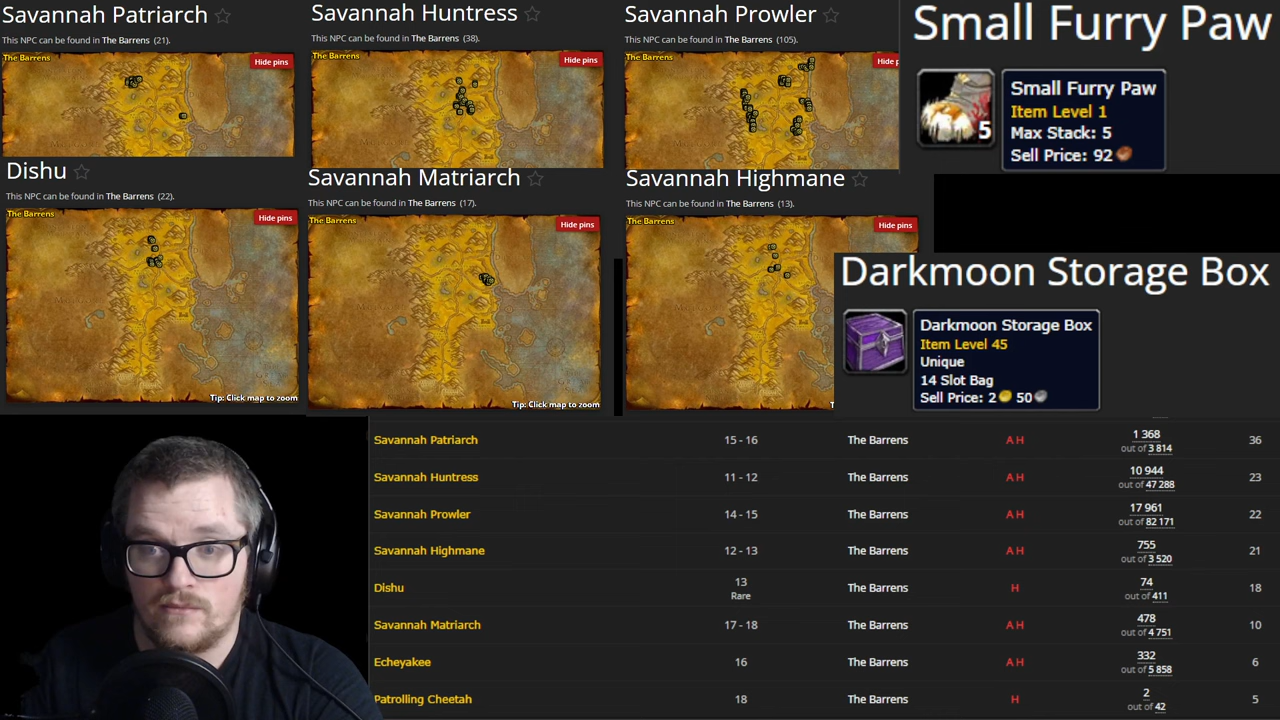 Savannah Patriarch
This NPC can be found in The Barrens (21).
The Barrens
Hide pins
Savannah Huntress
This NPC can be found in The Barrens (38).
The Barrens
Hide pins
Savannah Prowler
This NPC can be found in The Barrens (105).
The Barrens
Hide p
Small Furry Paw
5
Small Furry Paw
Item Level 1
Max Stack: 5
Sell Price: 92
Dishu
This NPC can be found in The Barrens (22).
The Barrens
Hide pins
Tip: Click map to zoom
Savannah Matriarch
This NPC can be found in The Barrens (17).
The Barrens
Hide pins
Tip: Click map to zoom
Savannah Highmane
This NPC can be found in The Barrens (13).
The Barrens
Hide pins
Darkmoon Storage Box
Darkmoon Storage Box
Item Level 45
Unique
14 Slot Bag
Sell Price: 2 50
Savannah Patriarch 15 - 16 The Barrens A H 1 368 36
out of 3 814
Savannah Huntress 11 - 12 The Barrens A H 10 944 23
out of 47 288
Savannah Prowler 14 - 15 The Barrens A H 17 961 22
out of 82 171
Savannah Highmane 12 - 13 The Barrens A H 755 21
out of 3 520
Dishu 13 The Barrens H 74 18
Rare out of 411
Savannah Matriarch 17 - 18 The Barrens A H 478 10
out of 4 751
Echeyakee 16 The Barrens A H 332 6
out of 5 858
Patrolling Cheetah 18 The Barrens H 2 5
out of 42